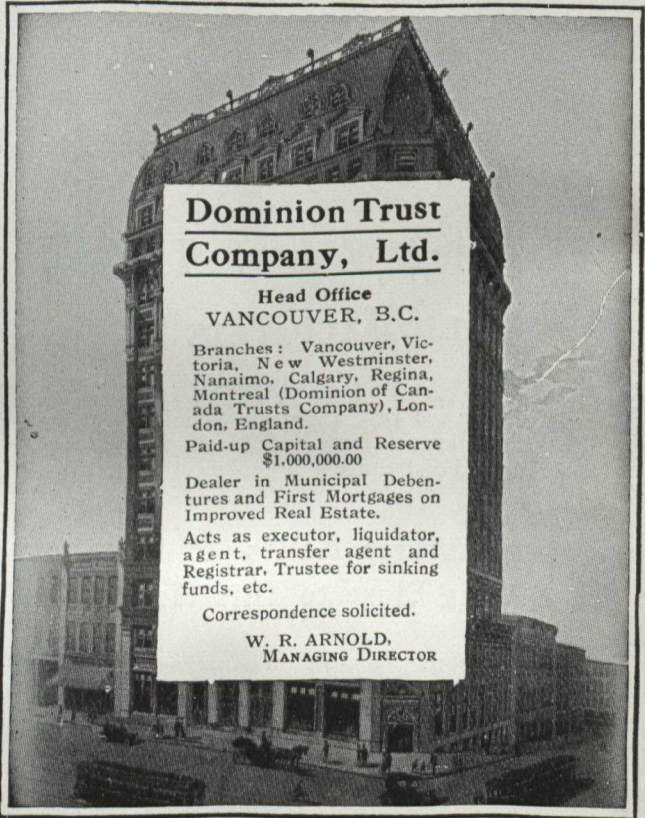 Dominion Trust
Company, Ltd.
Head Office
VANCOUVER, B.C.
Branches: Vancouver, Vic-
toria, New Westminster,
Nanaimo, Calgary, Regina,
Montreal (Dominion of Can-
ada Trusts Company), Lon-
don, England.
Paid-up Capital and Reserve
$1,000,000.00
Dealer in Municipal Deben-
tures and First Mortgages on
Improved Real Estate.
Acts as executor, liquidator,
agent, transfer agent and
Registrar, Trustee for sinking
funds, etc.
Correspondence solicited.
W. R. ARNOLD,
MANAGING DIRECTOR